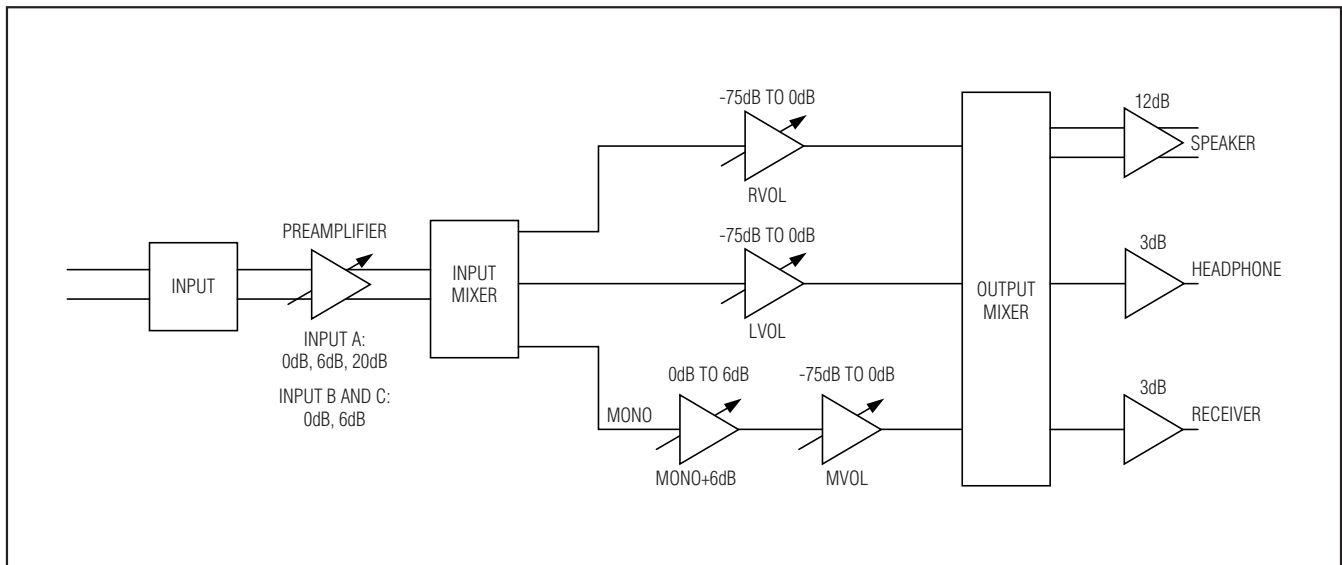 -75dB TO 0dB
RVOL
12dB
SPEAKER
INPUT
PREAMPLIFIER
INPUT A:
0dB, 6dB, 20dB
INPUT B AND C:
0dB, 6dB
INPUT
MIXER
-75dB TO 0dB
LVOL
OUTPUT
MIXER
3dB
HEADPHONE
MONO
0dB TO 6dB
MONO+6dB
-75dB TO 0dB
MVOL
3dB
RECEIVER